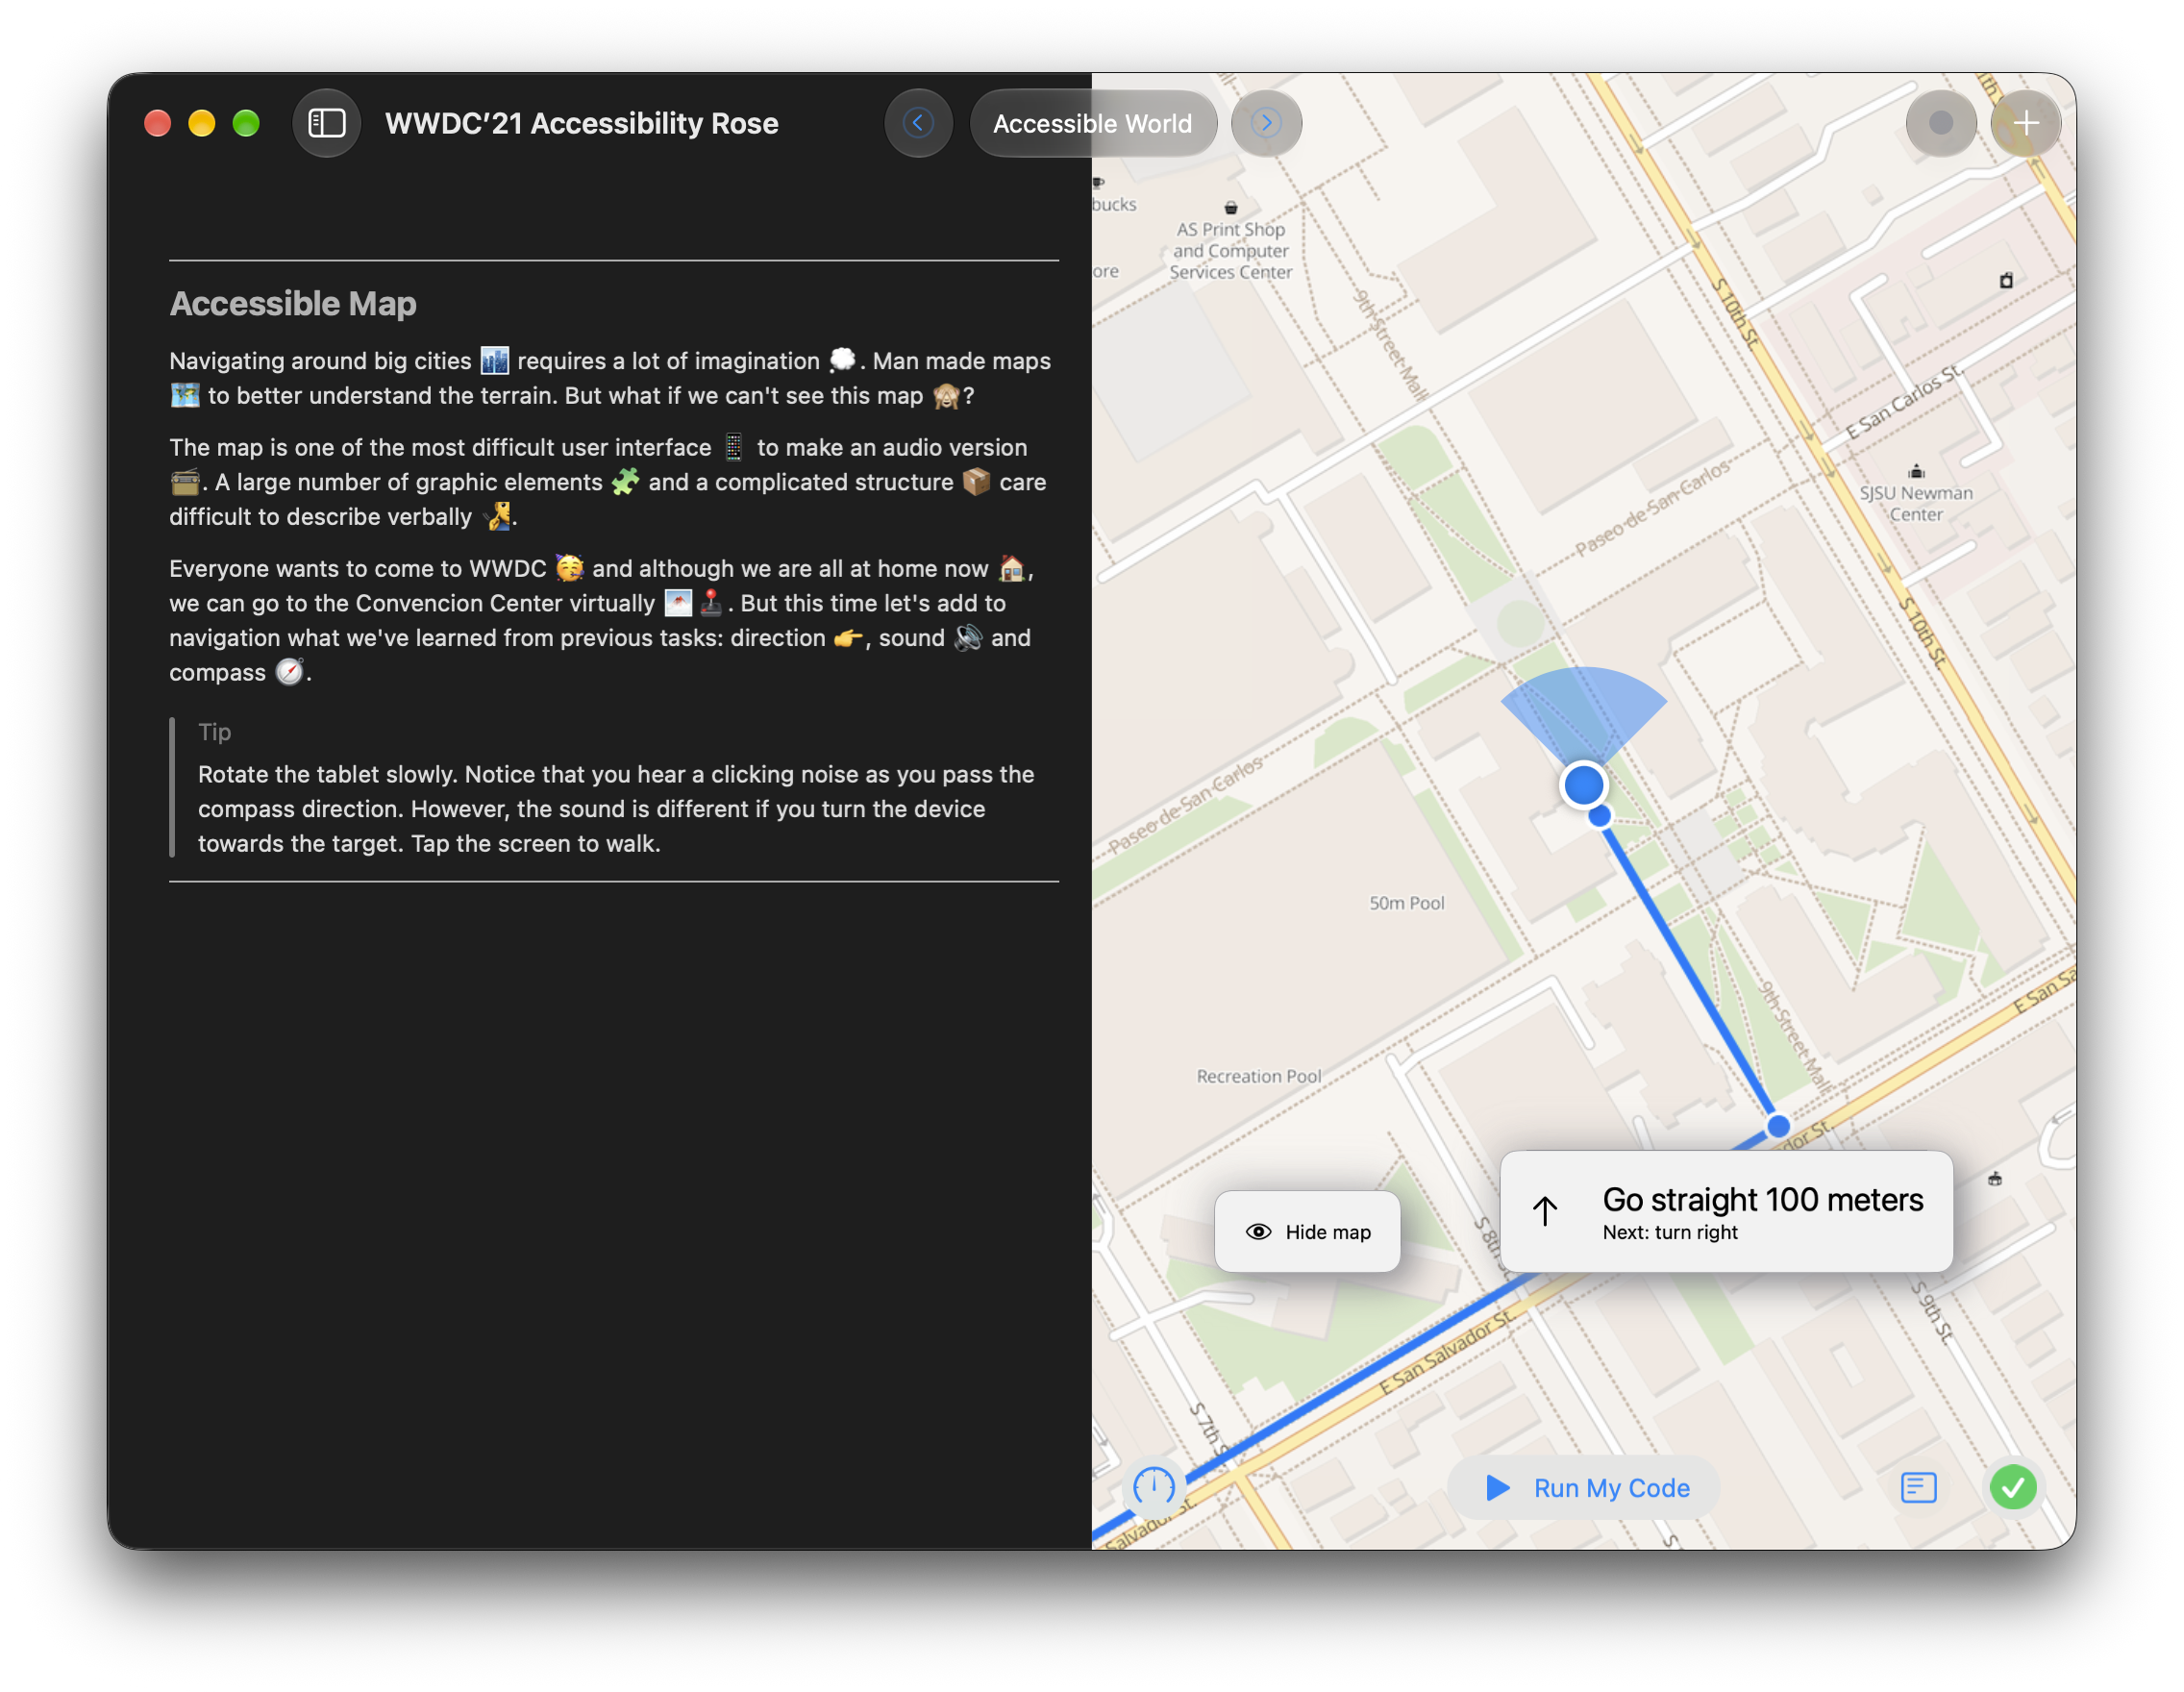 WWDC’21 Accessibility Rose
Accessible World
Accessible Map
Navigating around big cities 🏙️ requires a lot of imagination 💭. Man made maps
🗺️ to better understand the terrain. But what if we can't see this map 🙈?
The map is one of the most difficult user interface 📱 to make an audio version
📻. A large number of graphic elements 🧩 and a complicated structure 📦 care
difficult to describe verbally 🧏.
Everyone wants to come to WWDC 🥳 and although we are all at home now 🏠,
we can go to the Convencion Center virtually 🌁🕹️. But this time let's add to
navigation what we've learned from previous tasks: direction 👉, sound 🔊 and
compass 🧭.
Tip
Rotate the tablet slowly. Notice that you hear a clicking noise as you pass the
compass direction. However, the sound is different if you turn the device
towards the target. Tap the screen to walk.
bucks
AS Print Shop
and Computer
Services Center
ore
9th Street Mall
S 10th St.
E San Carlos St.
SJSU Newman
Center
Paseo de San Carlos
S 10th St.
Paseo de San Carlos
50m Pool
E San Sa
9th Street Mall
Recreation Pool
dor St.
Hide map
Go straight 100 meters
Next: turn right
S 8th S
S 9th St.
E San Salvador St.
S 7th S
Salvador St.
Run My Code
S